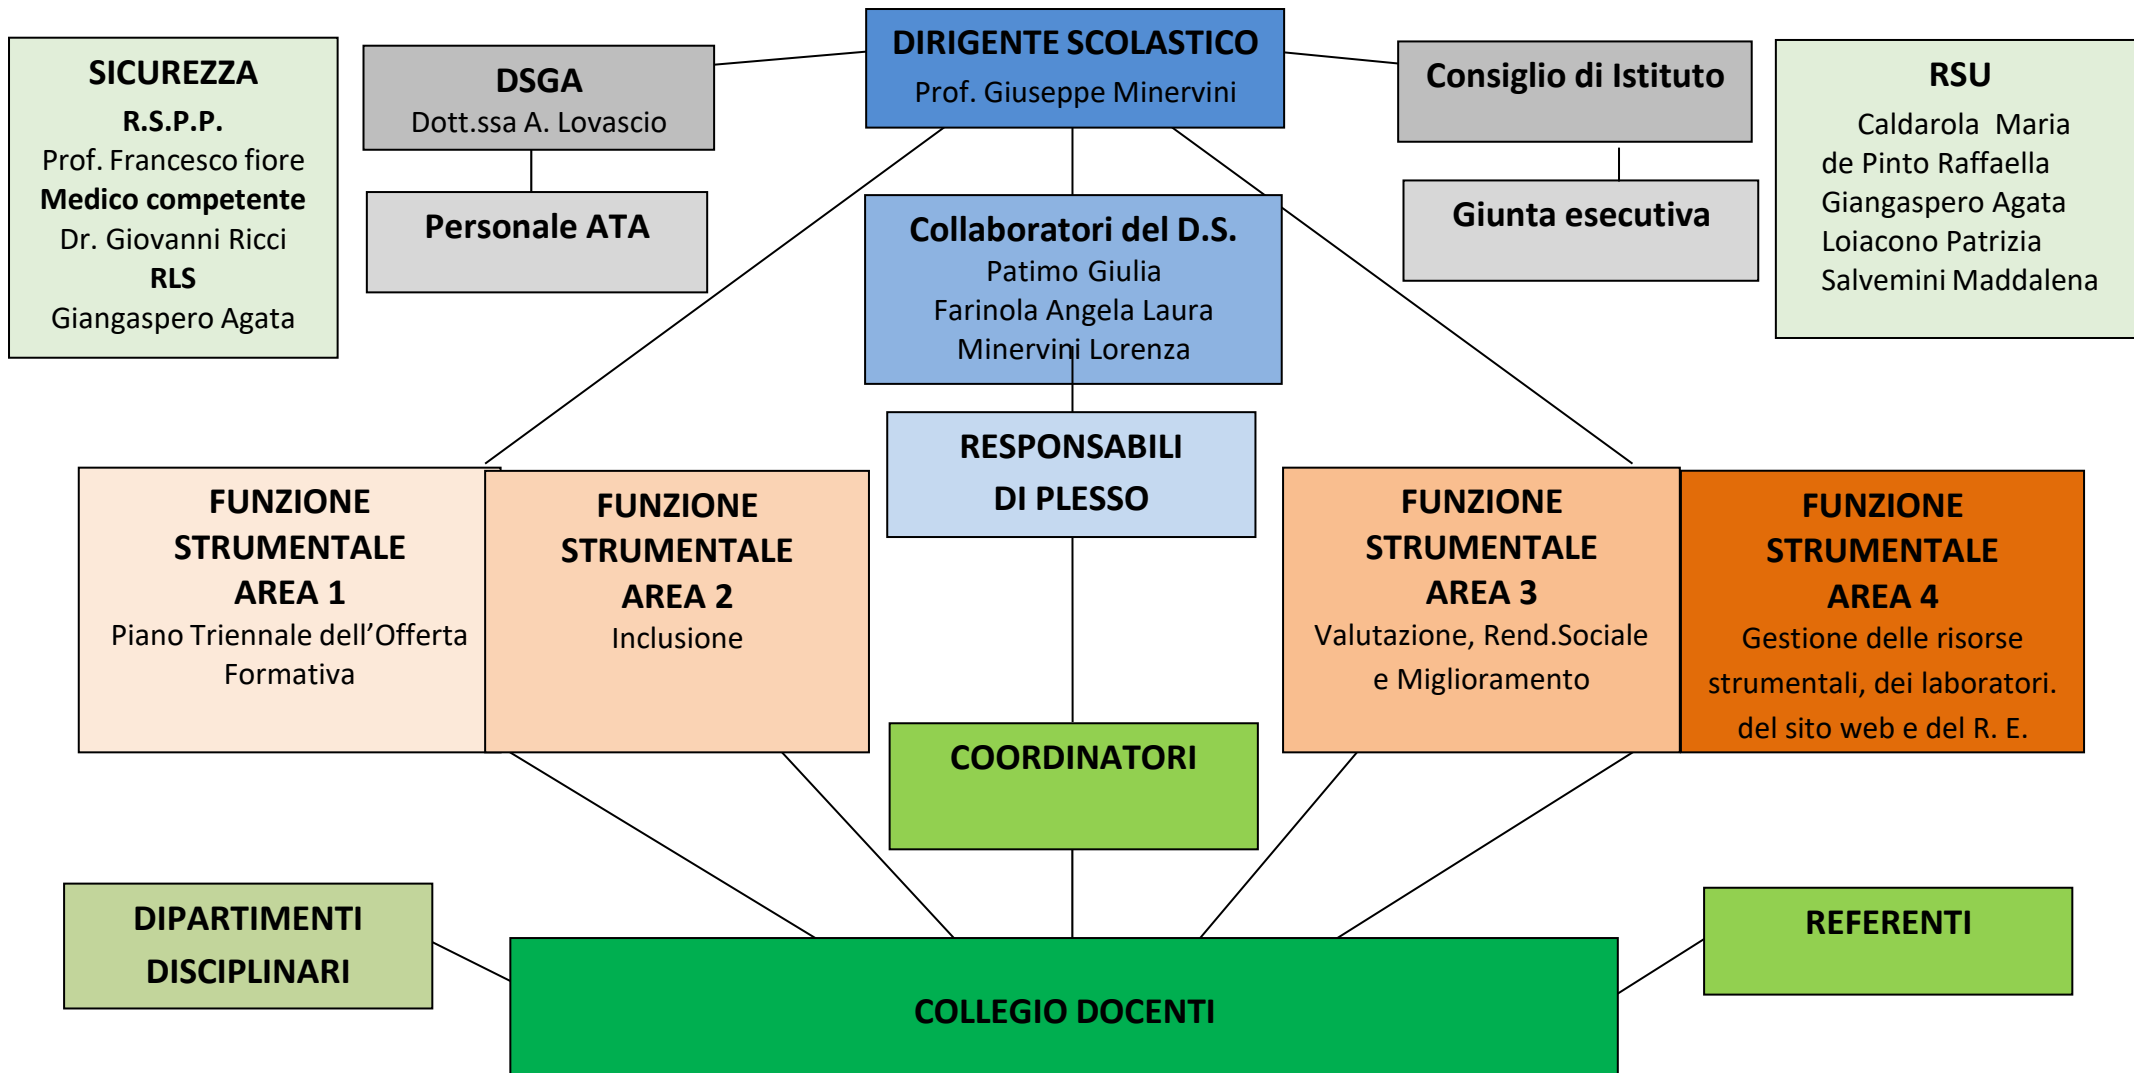 SICUREZZA
R.S.P.P.
Prof. Francesco fiore
Medico competente
Dr. Giovanni Ricci
RLS
Giangaspero Agata
DSGA
Dott.ssa A. Lovascio
Personale ATA
DIRIGENTE SCOLASTICO
Prof. Giuseppe Minervini
Collaboratori del D.S.
Patimo Giulia
Farinola Angela Laura
Minervini Lorenza
Consiglio di Istituto
Giunta esecutiva
RSU
Caldarola Maria
de Pinto Raffaella
Giangaspero Agata
Loiacono Patrizia
Salvemini Maddalena
RESPONSABILI
DI PLESSO
FUNZIONE
STRUMENTALE
AREA 1
Piano Triennale dell’Offerta
Formativa
FUNZIONE
STRUMENTALE
AREA 2
Inclusione
FUNZIONE
STRUMENTALE
AREA 3
Valutazione, Rend.Sociale
e Miglioramento
FUNZIONE
STRUMENTALE
AREA 4
Gestione delle risorse
strumentali, dei laboratori.
del sito web e del R. E.
COORDINATORI
DIPARTIMENTI
DISCIPLINARI
REFERENTI
COLLEGIO DOCENTI